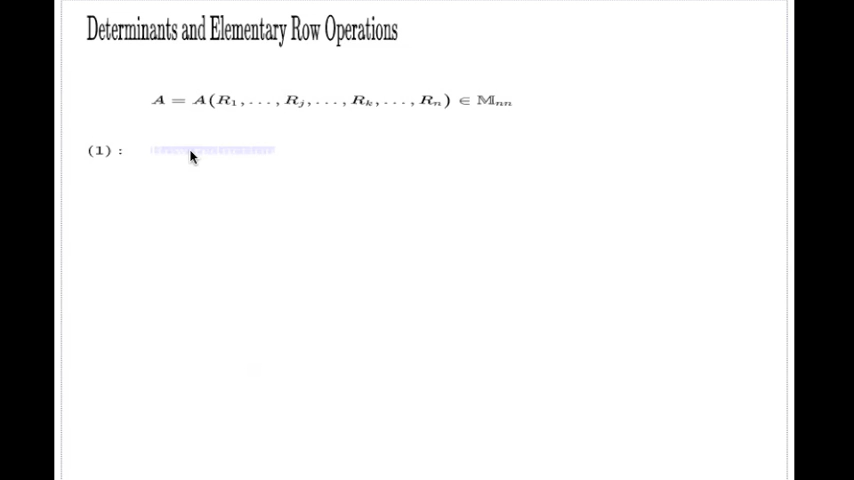 Determinants and Elementary Row Operations
A = A(R₁, . . . , Rⱼ, . . . , Rₖ, . . . , Rₙ) ∈ 𝕄ₙₙ
(1) :